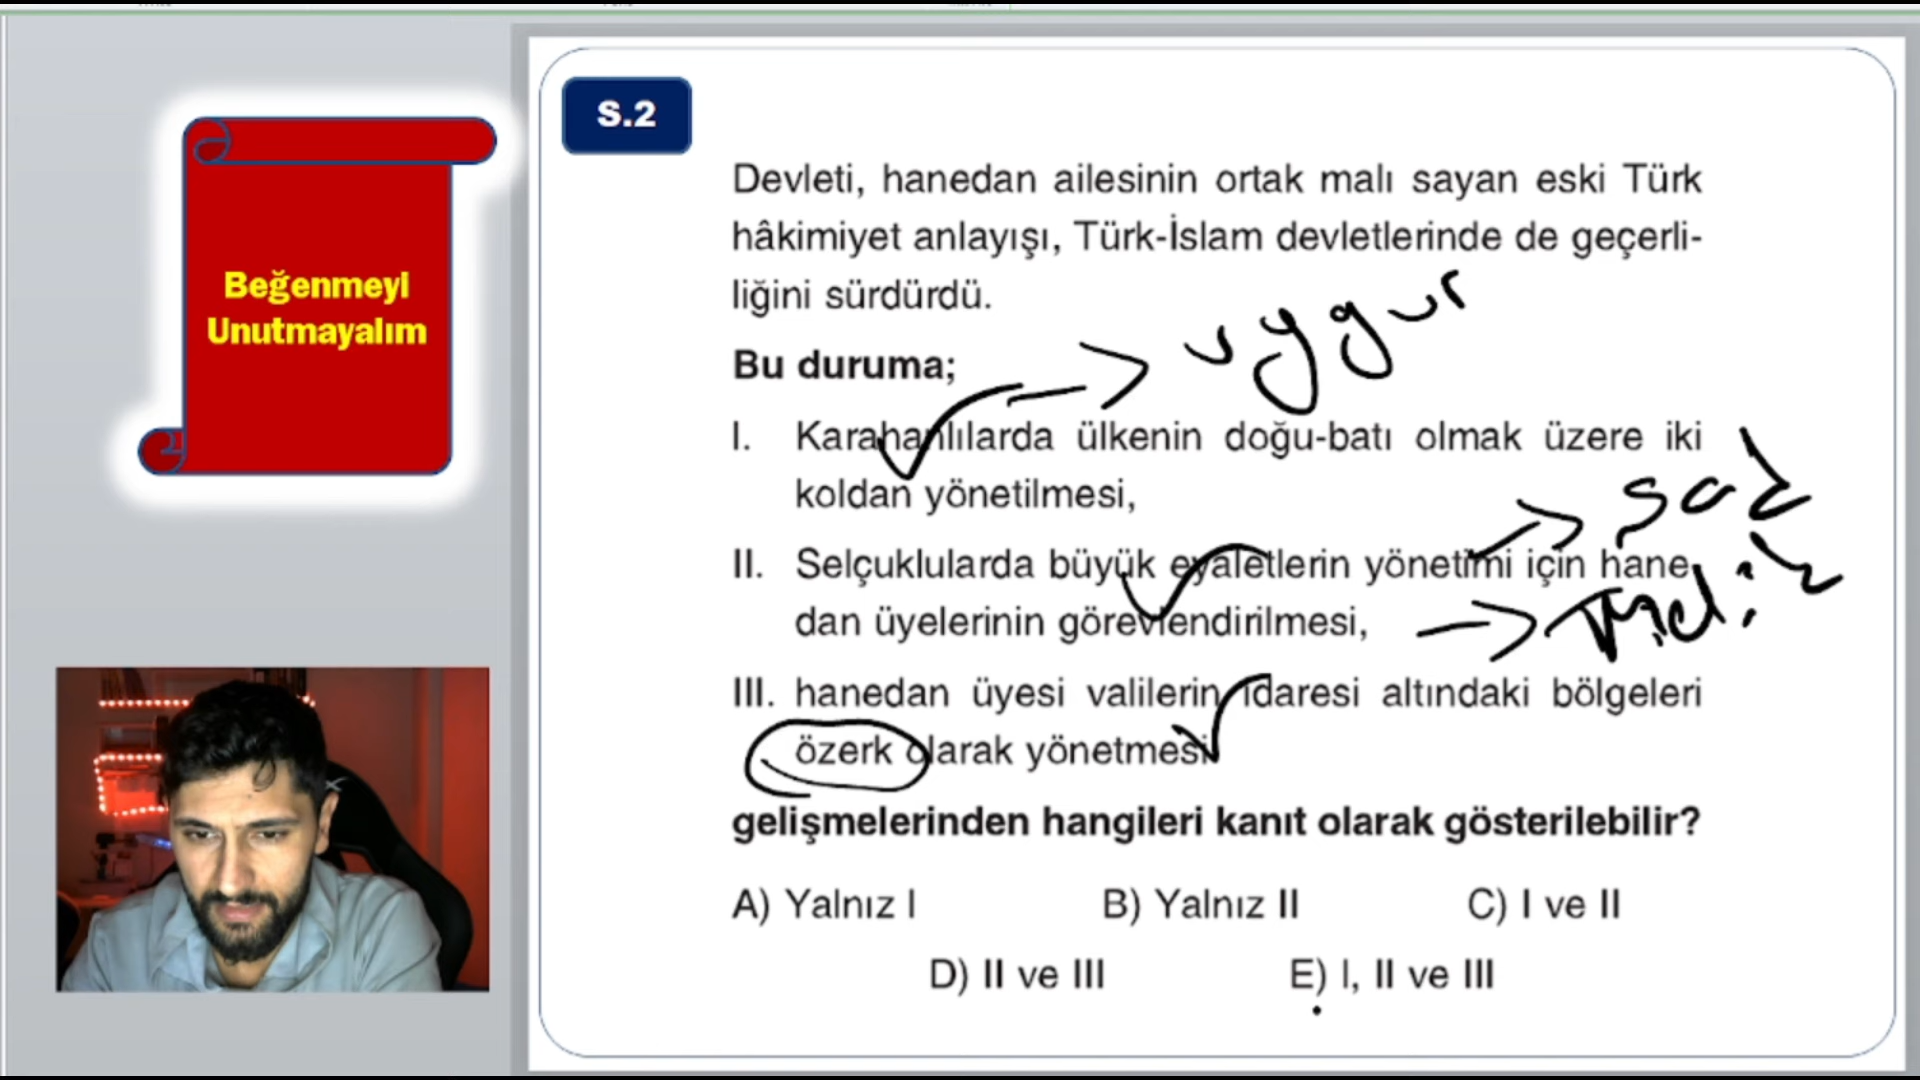 S.2
Beğenmeyl
Unutmayalım
Devleti, hanedan ailesinin ortak malı sayan eski Türk
hâkimiyet anlayışı, Türk-İslam devletlerinde de geçerli-
liğini sürdürdü.
uygur
Bu duruma;
I. Karahanlılarda ülkenin doğu-batı olmak üzere iki
koldan yönetilmesi,
II. Selçuklularda büyük eyaletlerin yönetimi için hane-
dan üyelerinin görevlendirilmesi,
melik
III. hanedan üyesi valilerin idaresi altındaki bölgeleri
özerk olarak yönetmesi
gelişmelerinden hangileri kanıt olarak gösterilebilir?
A) Yalnız I B) Yalnız II C) I ve II
D) II ve III E) I, II ve III